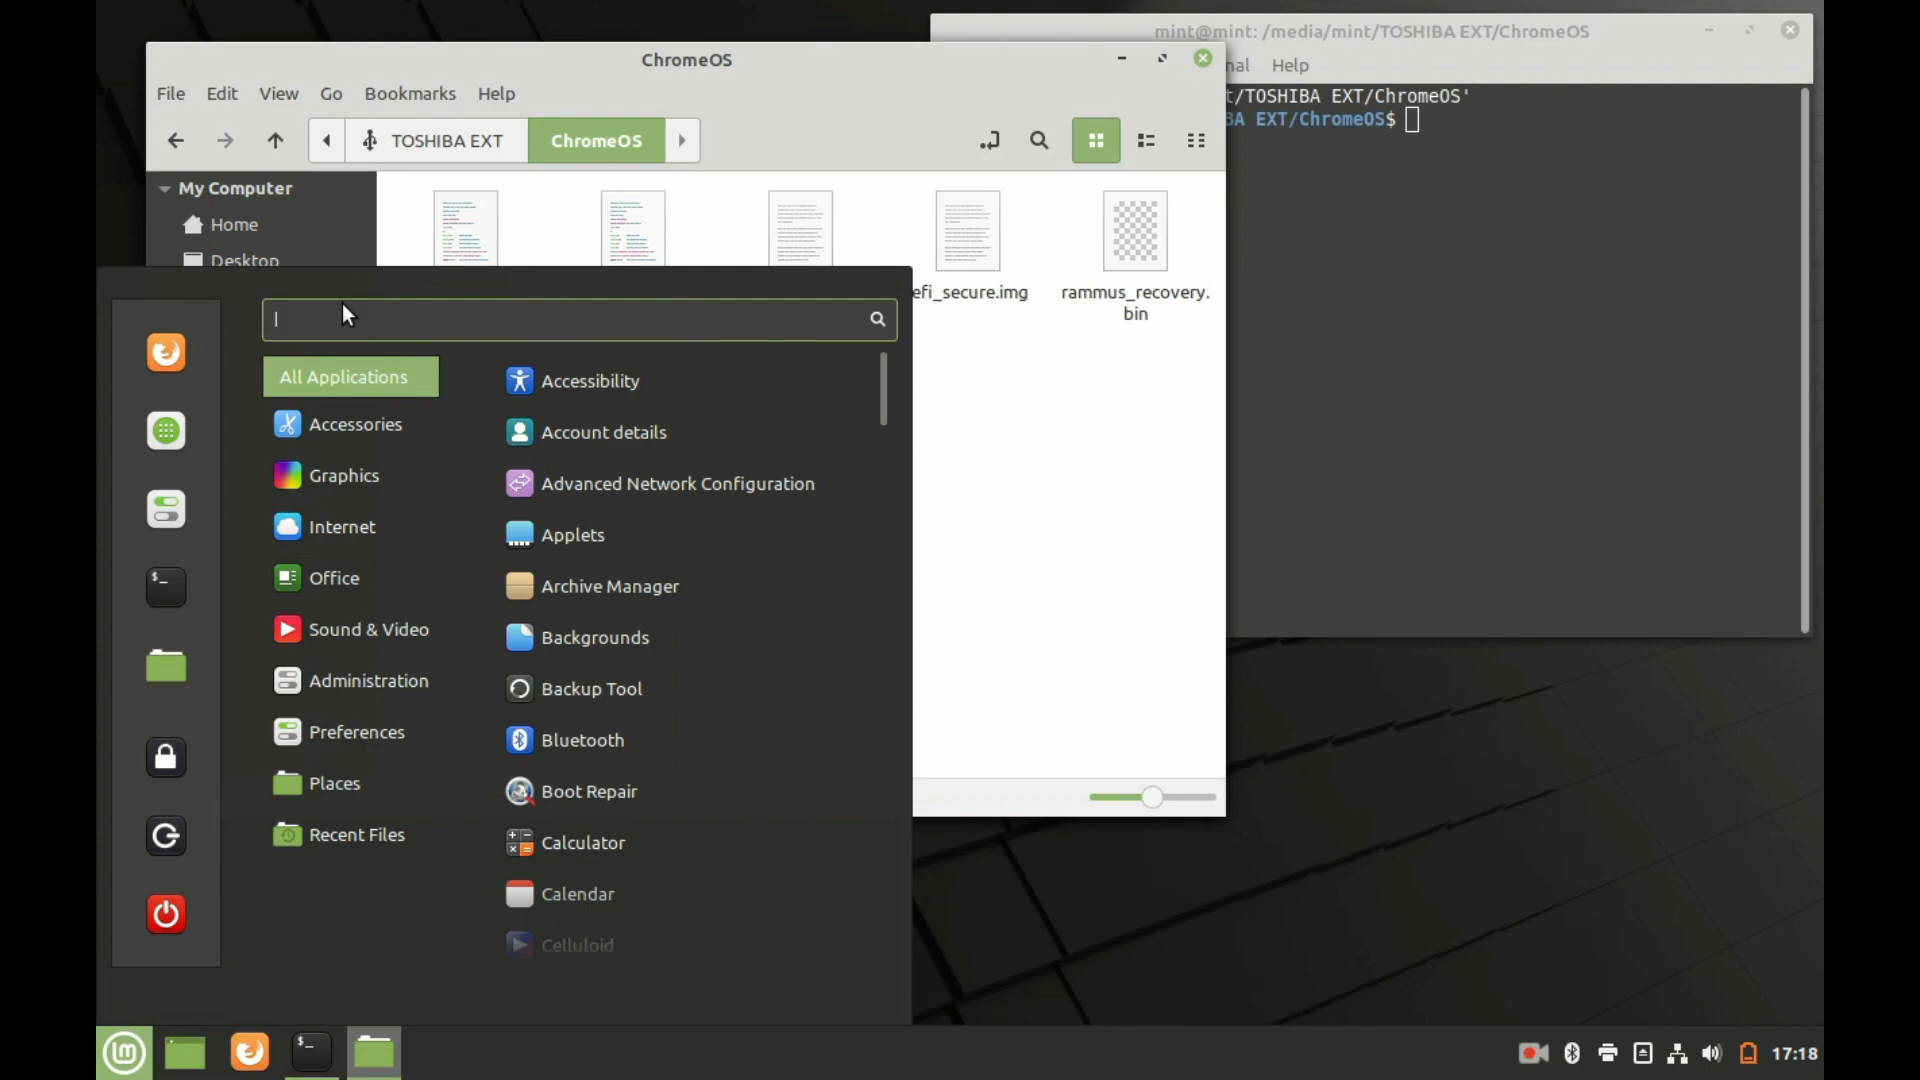 mint@mint: /media/mint/TOSHIBA EXT/ChromeOS
nal Help
t/TOSHIBA EXT/ChromeOS'
BA EXT/ChromeOS$
ChromeOS
File Edit View Go Bookmarks Help
TOSHIBA EXT ChromeOS
My Computer
Home
Desktop
efi_secure.img
rammus_recovery.
bin
All Applications
Accessories
Graphics
Internet
Office
Sound & Video
Administration
Preferences
Places
Recent Files
Accessibility
Account details
Advanced Network Configuration
Applets
Archive Manager
Backgrounds
Backup Tool
Bluetooth
Boot Repair
Calculator
Calendar
Celluloid
17:18